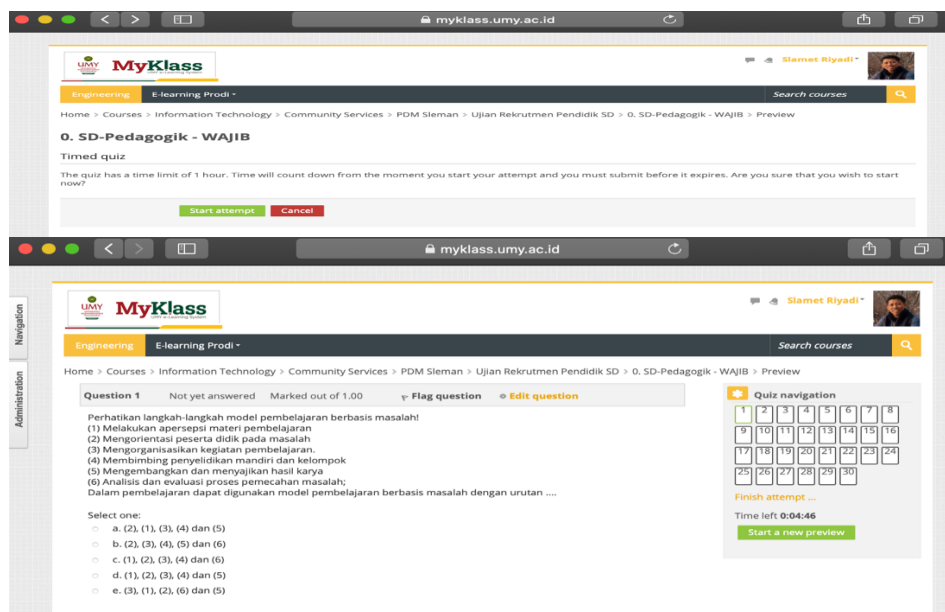 myklass.umy.ac.id
UMY MyKlass
UMY e-Learning System
Slamet Riyadi
Engineering E-learning Prodi Search courses
Home > Courses > Information Technology > Community Services > PDM Sleman > Ujian Rekrutmen Pendidik SD > 0. SD-Pedagogik - WAJIB > Preview
0. SD-Pedagogik - WAJIB
Timed quiz
The quiz has a time limit of 1 hour. Time will count down from the moment you start your attempt and you must submit before it expires. Are you sure that you wish to start
now?
Start attempt Cancel
myklass.umy.ac.id
Navigation
Administration
UMY MyKlass
UMY e-Learning System
Slamet Riyadi
Engineering E-learning Prodi Search courses
Home > Courses > Information Technology > Community Services > PDM Sleman > Ujian Rekrutmen Pendidik SD > 0. SD-Pedagogik - WAJIB > Preview
Question 1 Not yet answered Marked out of 1.00 Flag question Edit question
Perhatikan langkah-langkah model pembelajaran berbasis masalah!
(1) Melakukan apersepsi materi pembelajaran
(2) Mengorientasi peserta didik pada masalah
(3) Mengorganisasikan kegiatan pembelajaran.
(4) Membimbing penyelidikan mandiri dan kelompok
(5) Mengembangkan dan menyajikan hasil karya
(6) Analisis dan evaluasi proses pemecahan masalah;
Dalam pembelajaran dapat digunakan model pembelajaran berbasis masalah dengan urutan ....
Select one:
a. (2), (1), (3), (4) dan (5)
b. (2), (3), (4), (5) dan (6)
c. (1), (2), (3), (4) dan (6)
d. (1), (2), (3), (4) dan (5)
e. (3), (1), (2), (6) dan (5)
Quiz navigation
1 2 3 4 5 6 7 8
9 10 11 12 13 14 15 16
17 18 19 20 21 22 23 24
25 26 27 28 29 30
Finish attempt ...
Time left 0:04:46
Start a new preview